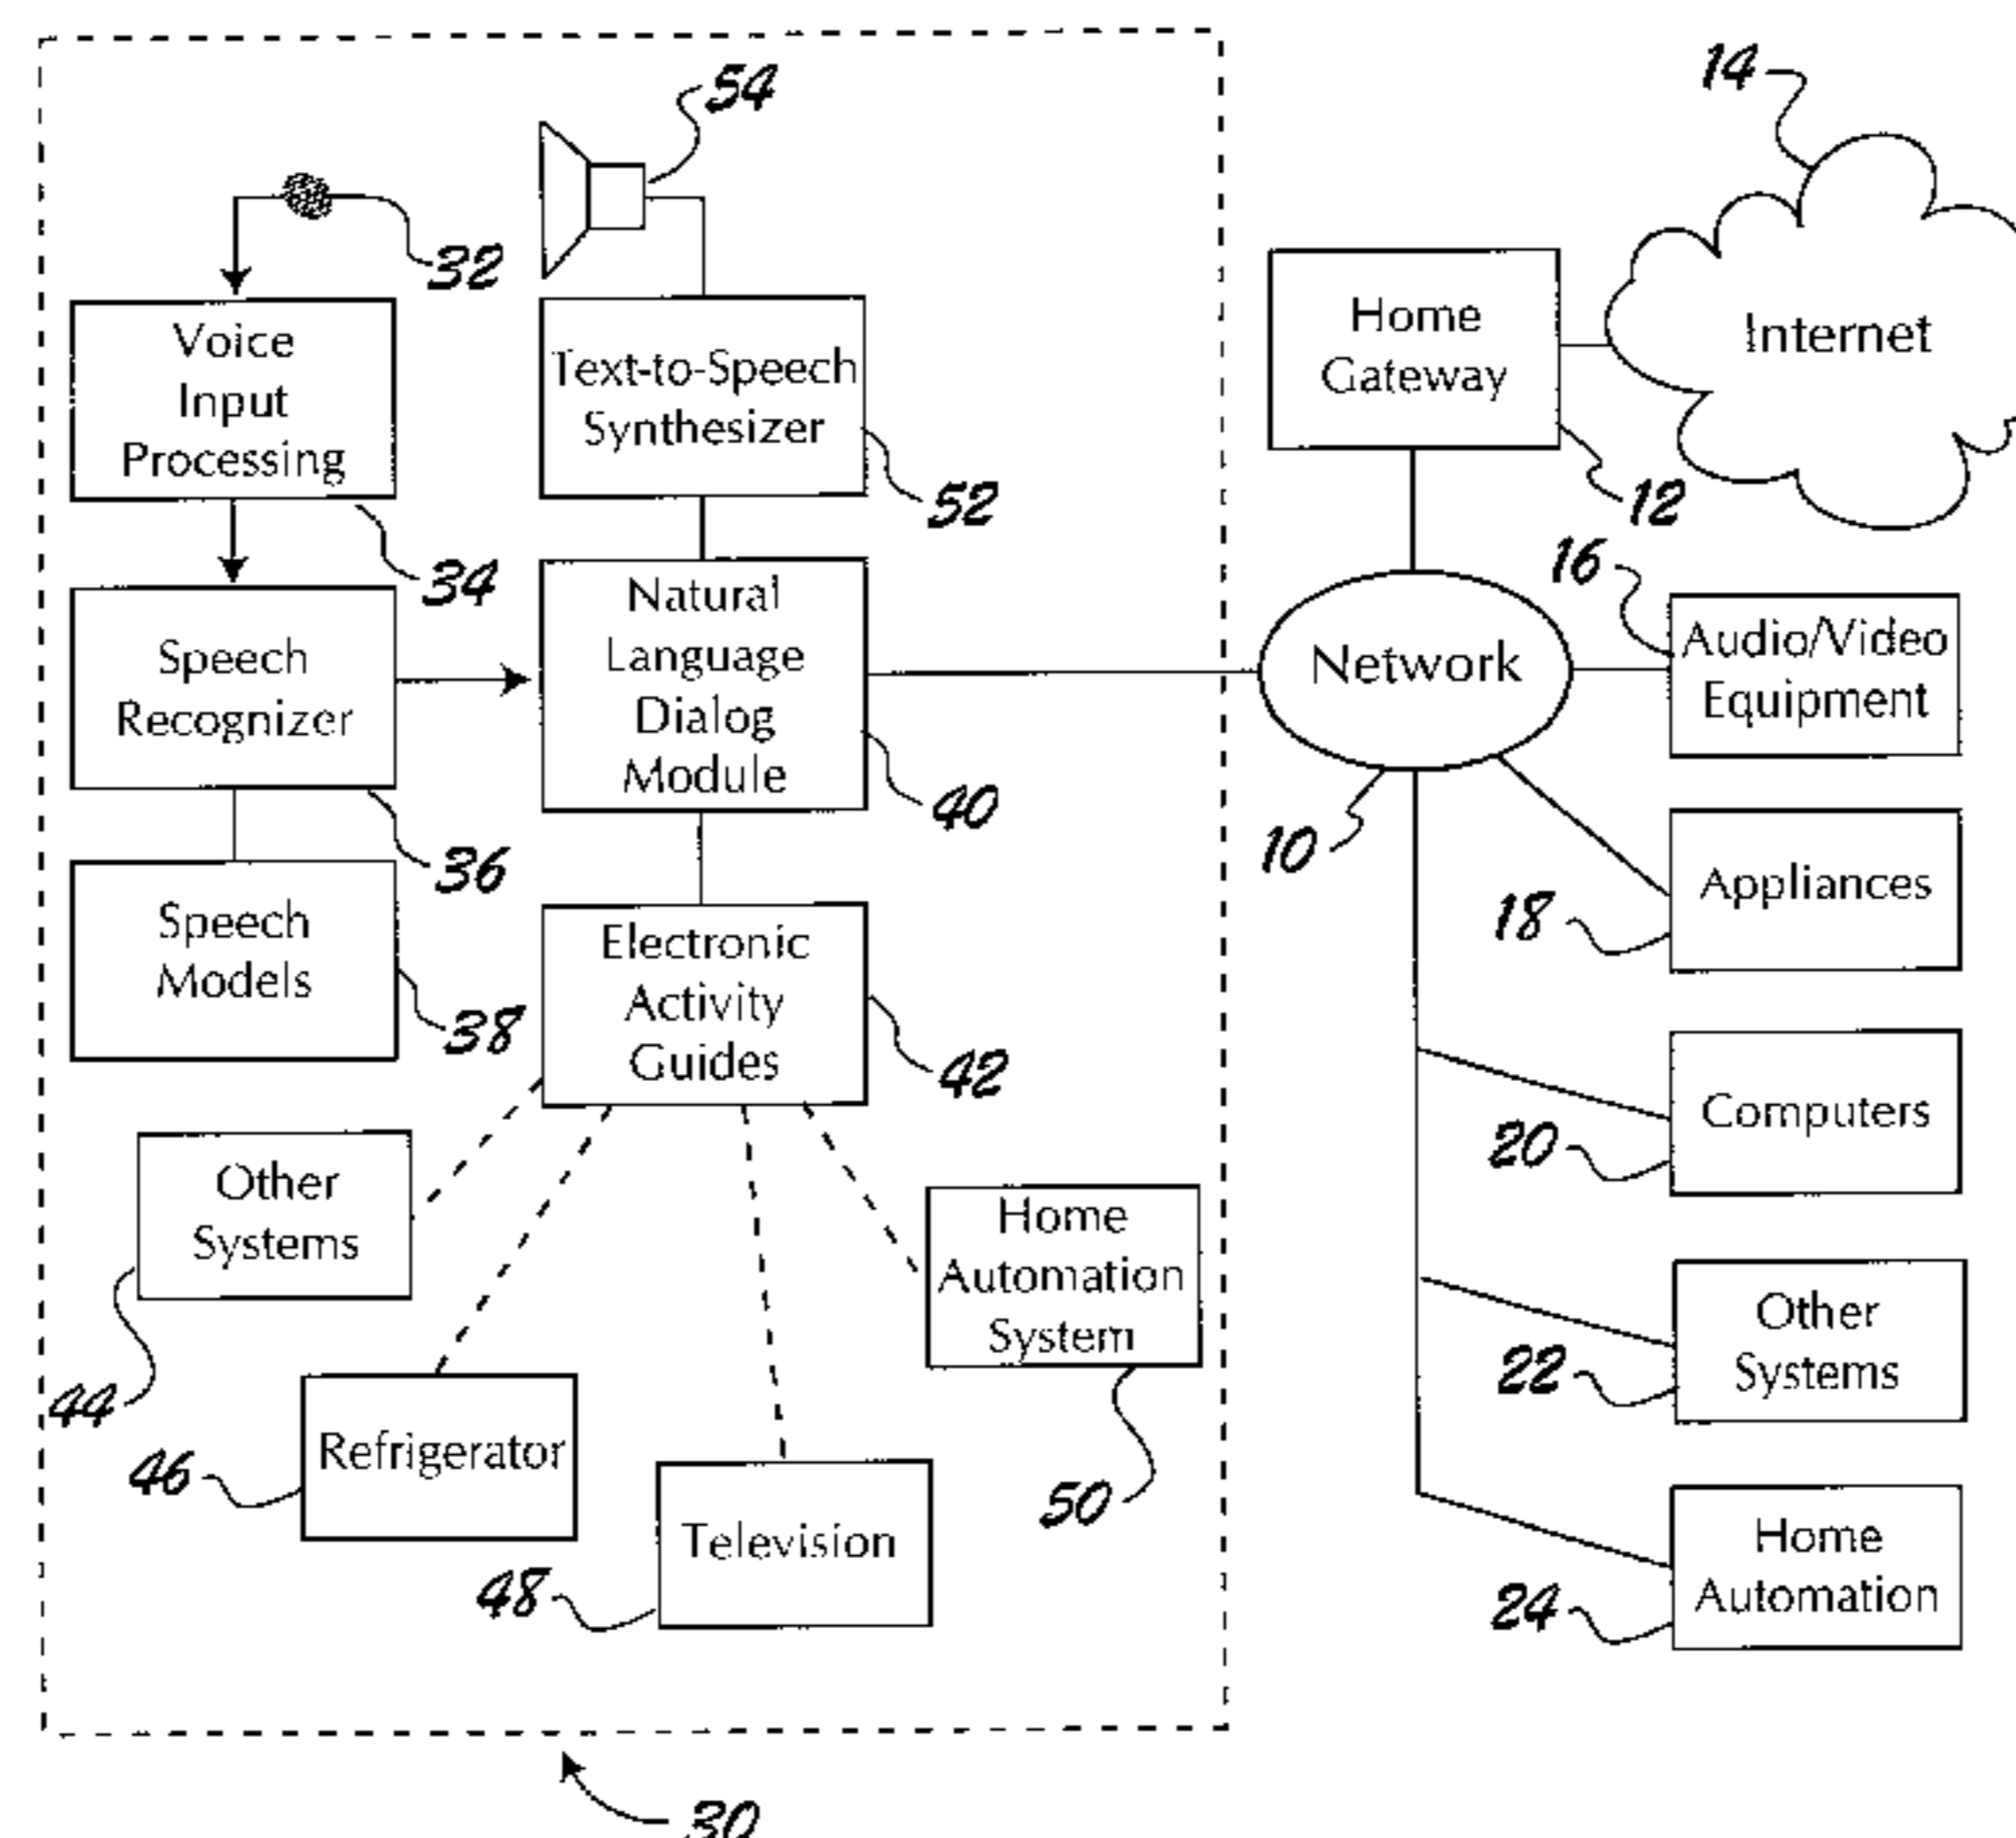 54
14
32
Voice
Input
Processing
34
Text-to-Speech
Synthesizer
52
Home
Gateway
12
Internet
Speech
Recognizer
36
Natural
Language
Dialog
Module
40
Network
10
16
Audio/Video
Equipment
Speech
Models
38
Electronic
Activity
Guides
42
18
Appliances
20
Computers
Other
Systems
44
Home
Automation
System
50
22
Other
Systems
46
Refrigerator
48
Television
24
Home
Automation
30